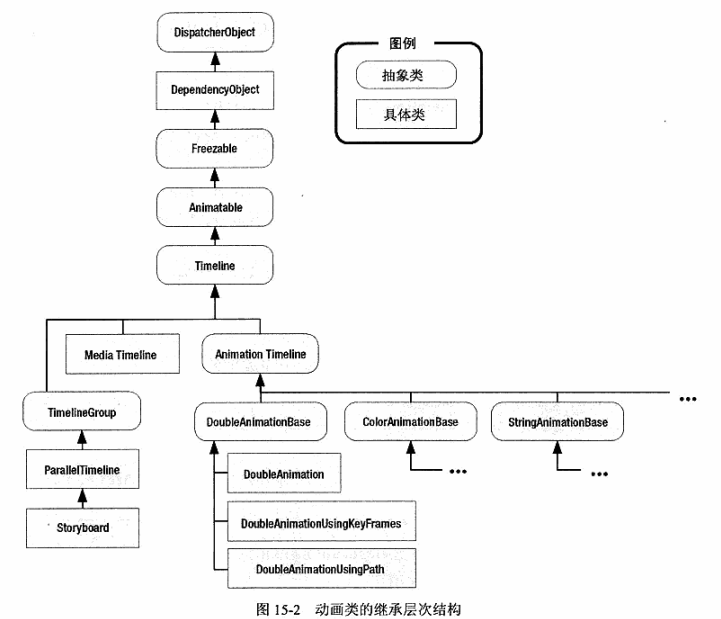 DispatcherObject
图例
抽象类
DependencyObject
具体类
Freezable
Animatable
Timeline
Media Timeline
Animation Timeline
TimelineGroup
DoubleAnimationBase
ColorAnimationBase
StringAnimationBase
ParallelTimeline
DoubleAnimation
Storyboard
DoubleAnimationUsingKeyFrames
DoubleAnimationUsingPath
图 15-2 动画类的继承层次结构